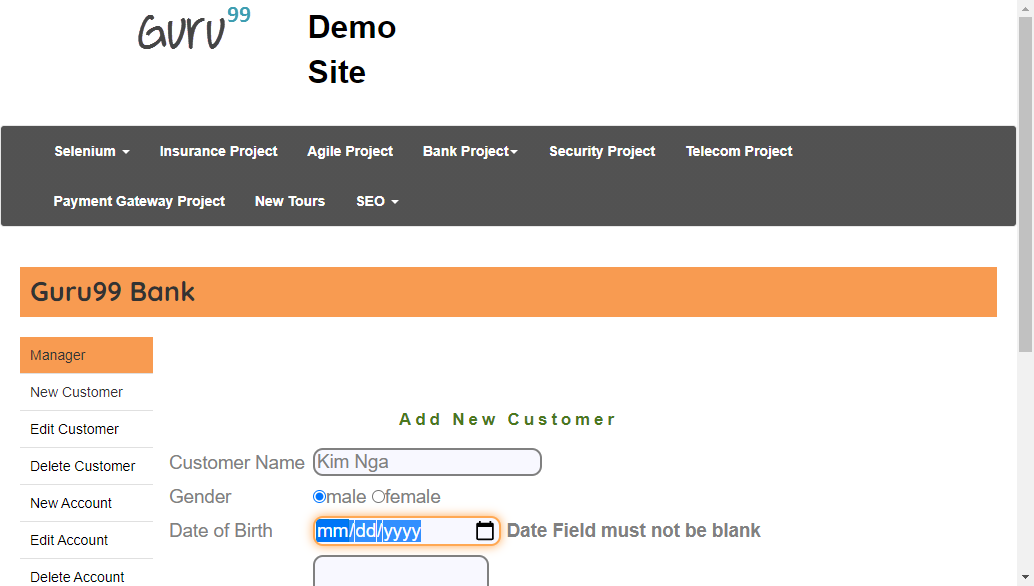 Guru99
Demo
Site
Selenium Insurance Project Agile Project Bank Project Security Project Telecom Project
Payment Gateway Project New Tours SEO
Guru99 Bank
Manager
New Customer
Edit Customer
Delete Customer
New Account
Edit Account
Delete Account
Add New Customer
Customer Name Kim Nga
Gender male female
Date of Birth mm/dd/yyyy Date Field must not be blank